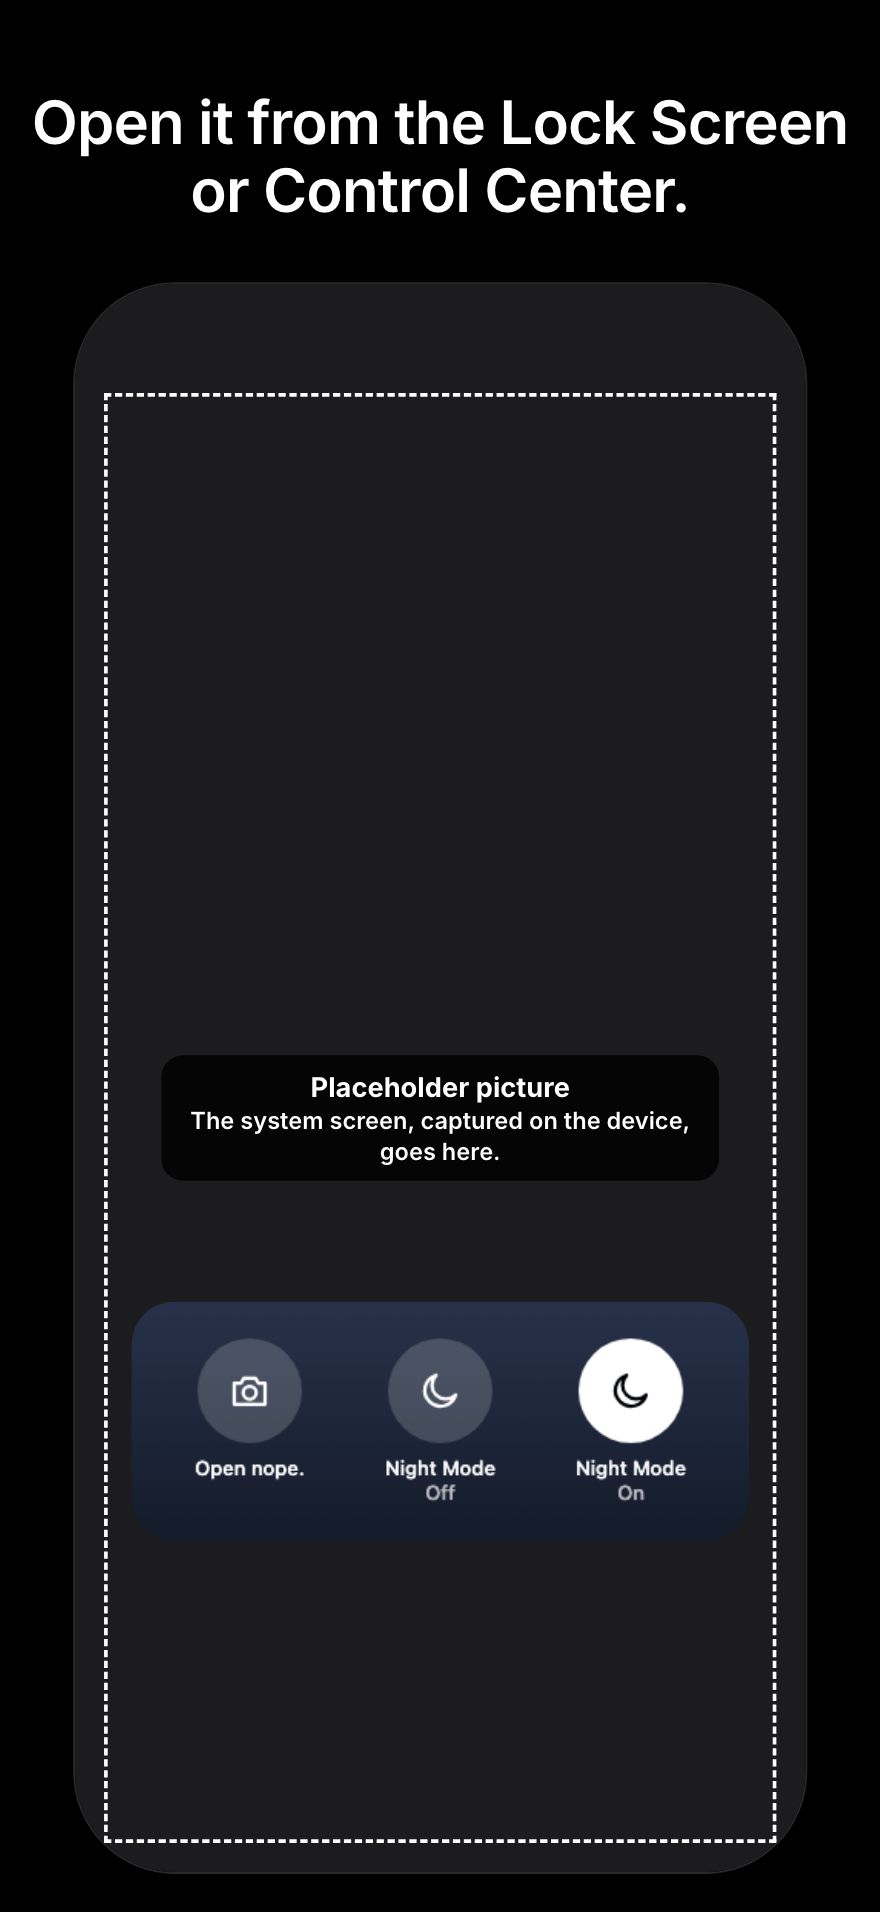 Open it from the Lock Screen
or Control Center.
Placeholder picture
The system screen, captured on the device,
goes here.
Open nope.
Night Mode
Off
Night Mode
On